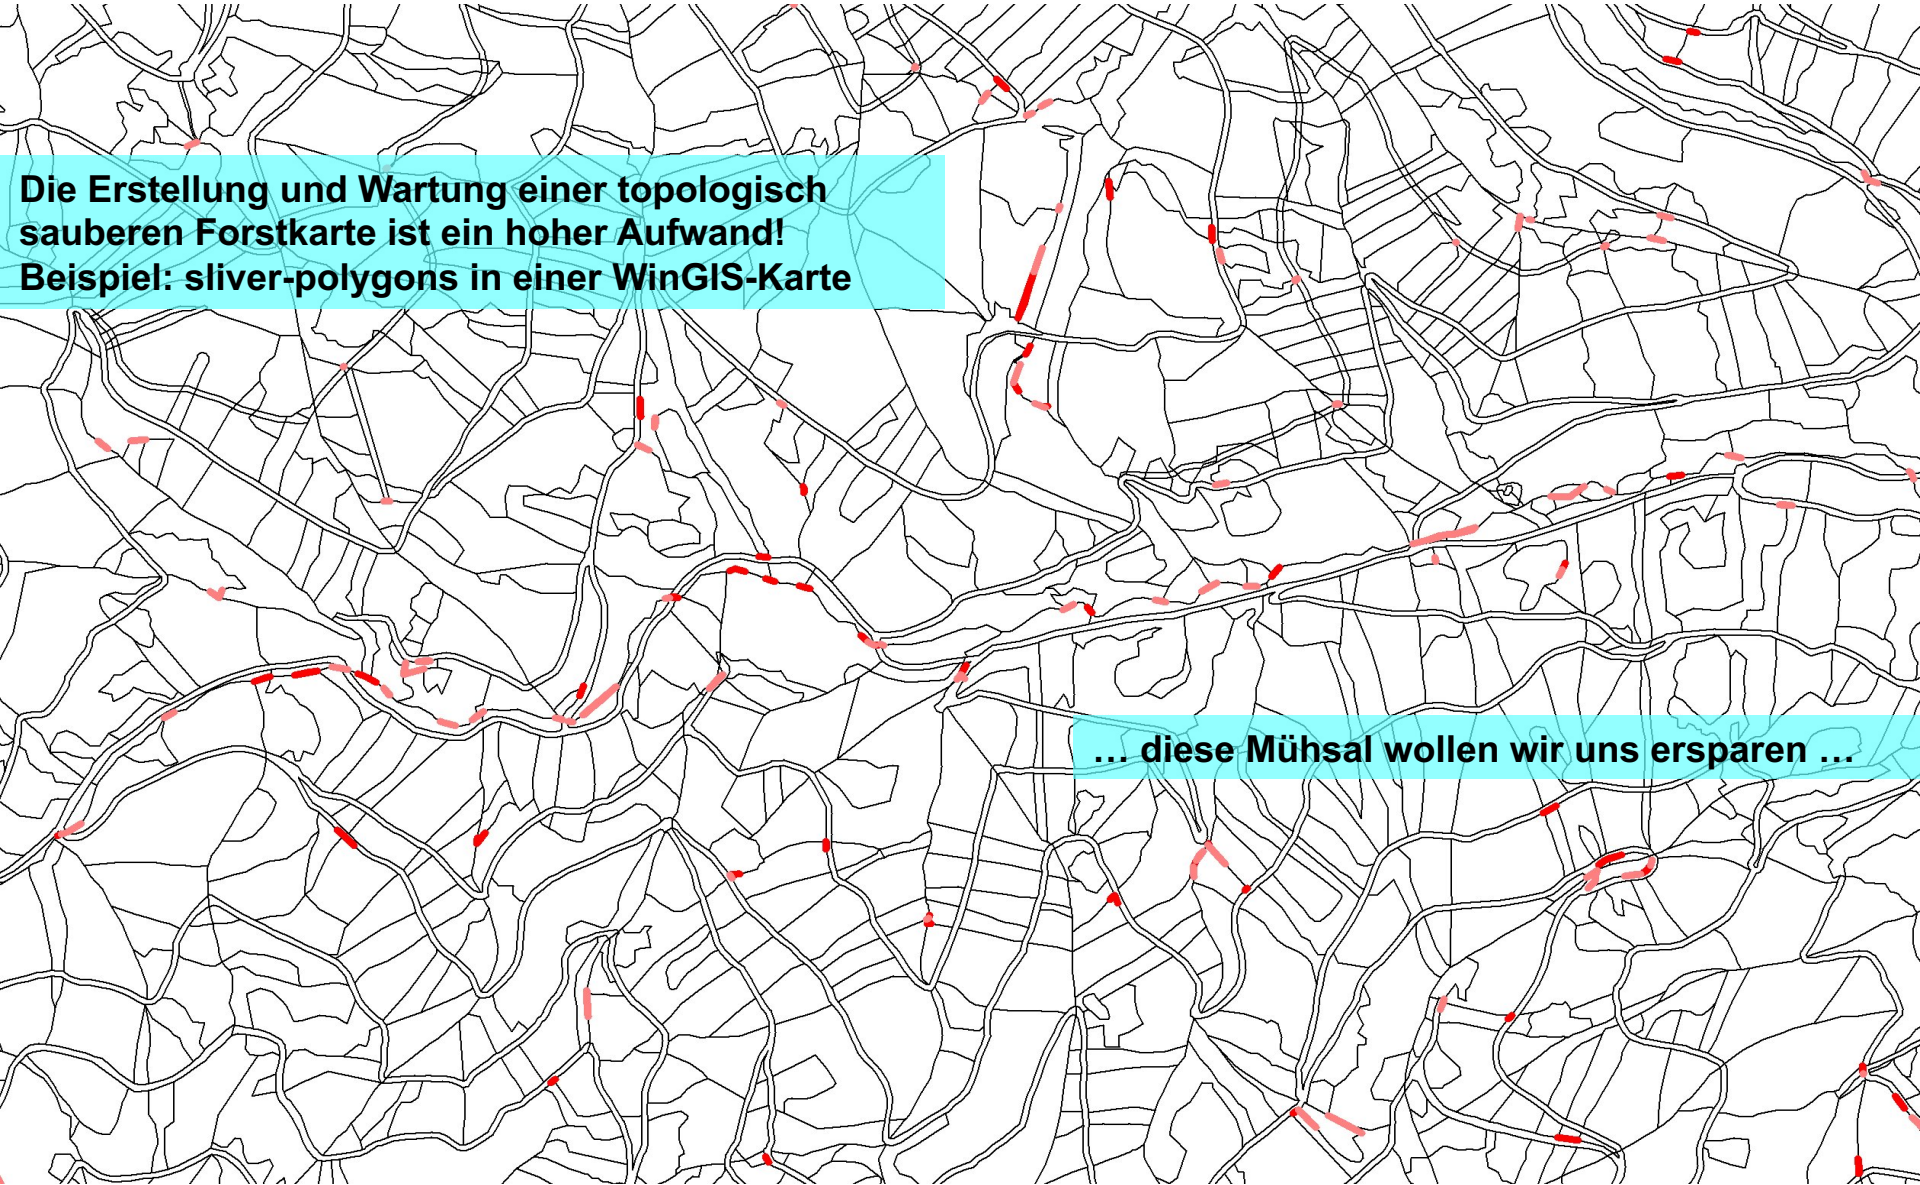 Die Erstellung und Wartung einer topologisch
sauberen Forstkarte ist ein hoher Aufwand!
Beispiel: sliver-polygons in einer WinGIS-Karte
… diese Mühsal wollen wir uns ersparen …